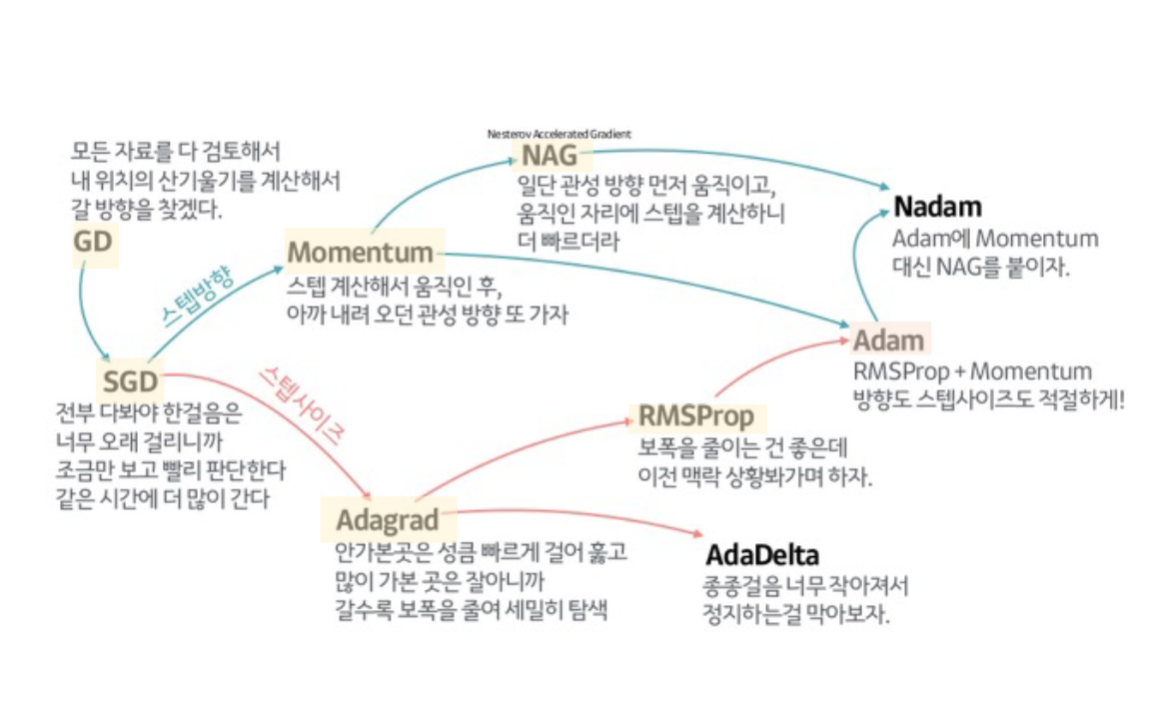 모든 자료를 다 검토해서
내 위치의 산기울기를 계산해서
갈 방향을 찾겠다.
GD
스텝방향
SGD
전부 다봐야 한걸음은
너무 오래 걸리니까
조금만 보고 빨리 판단한다
같은 시간에 더 많이 간다
Momentum
스텝 계산해서 움직인 후,
아까 내려 오던 관성 방향 또 가자
Nesterov Accelerated Gradient
NAG
일단 관성 방향 먼저 움직이고,
움직인 자리에 스텝을 계산하니
더 빠르더라
Nadam
Adam에 Momentum
대신 NAG를 붙이자.
스텝사이즈
Adagrad
안가본곳은 성큼 빠르게 걸어 훓고
많이 가본 곳은 잘아니까
갈수록 보폭을 줄여 세밀히 탐색
RMSProp
보폭을 줄이는 건 좋은데
이전 맥락 상황봐가며 하자.
Adam
RMSProp + Momentum
방향도 스텝사이즈도 적절하게!
AdaDelta
종종걸음 너무 작아져서
정지하는걸 막아보자.